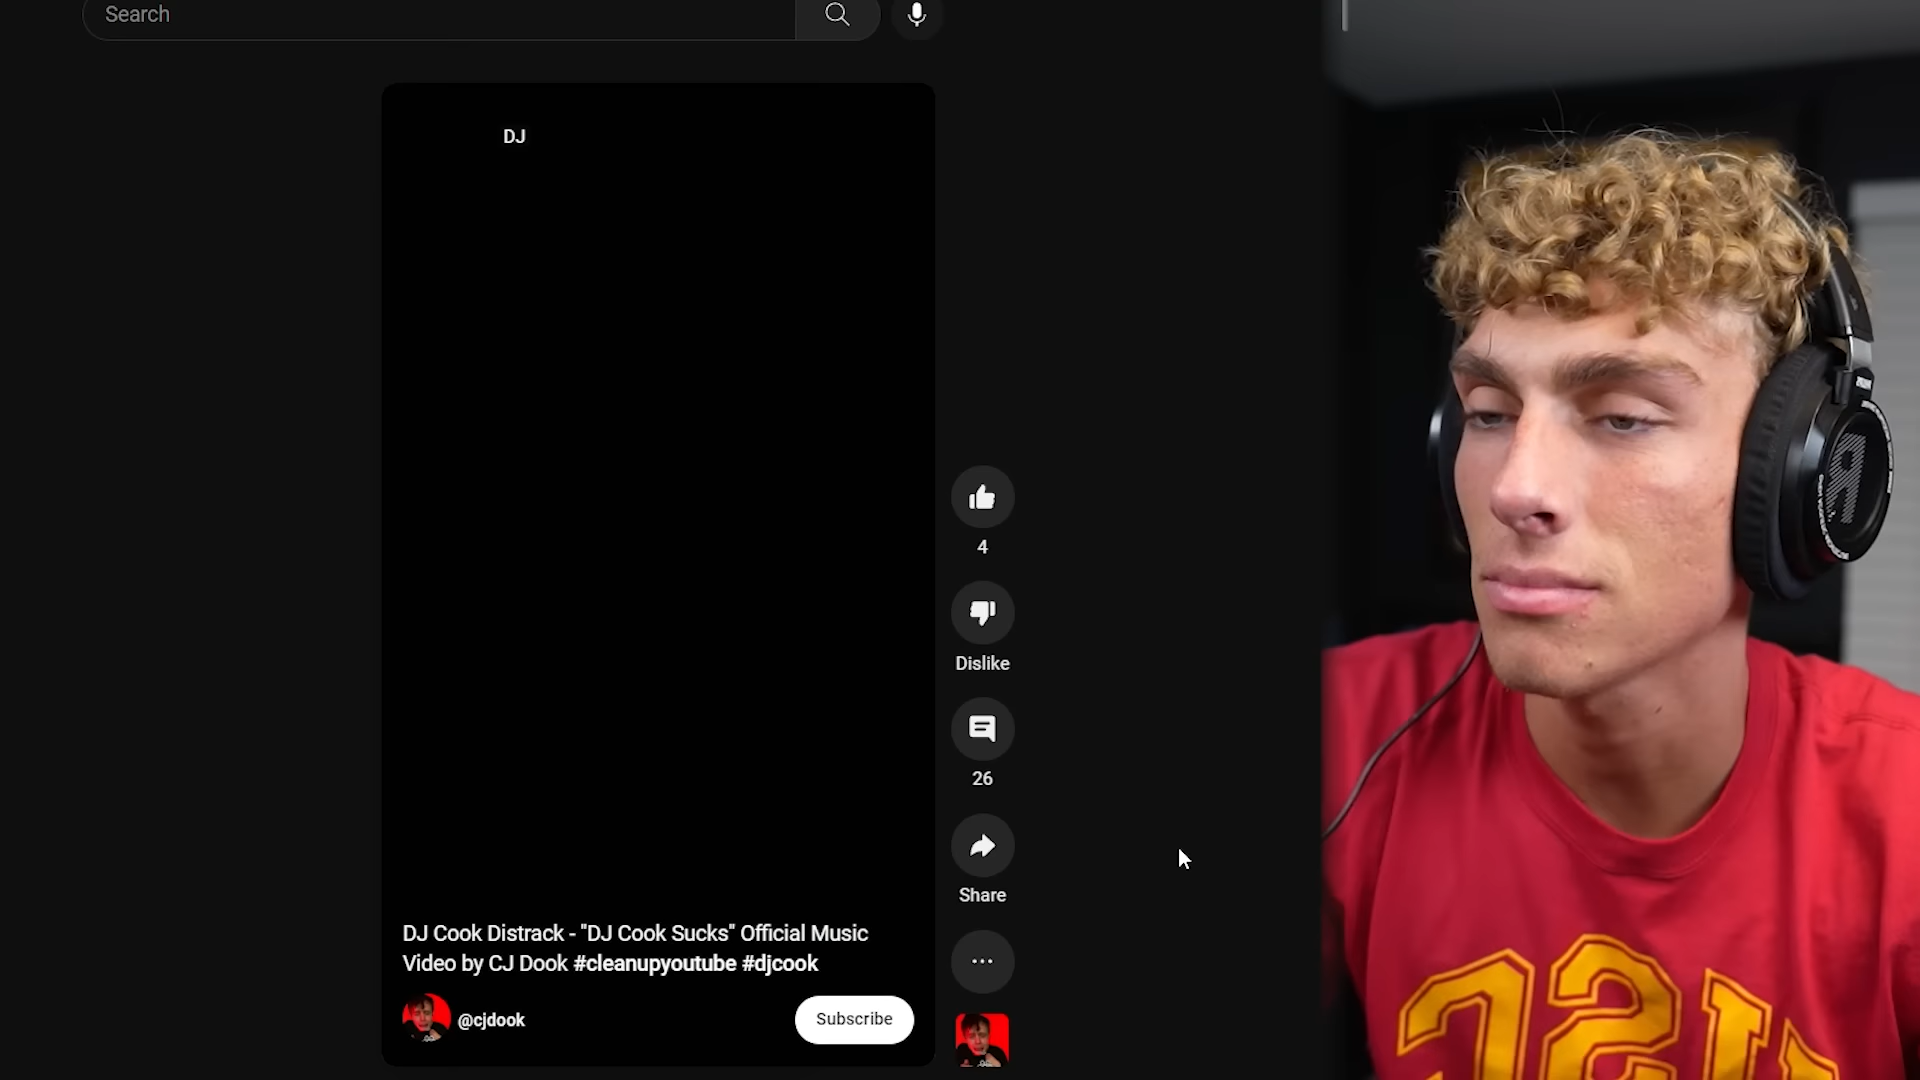 Search
DJ
4
Dislike
26
Share
DJ Cook Distrack - "DJ Cook Sucks" Official Music
Video by CJ Dook #cleanupyoutube #djcook
@cjdook
Subscribe